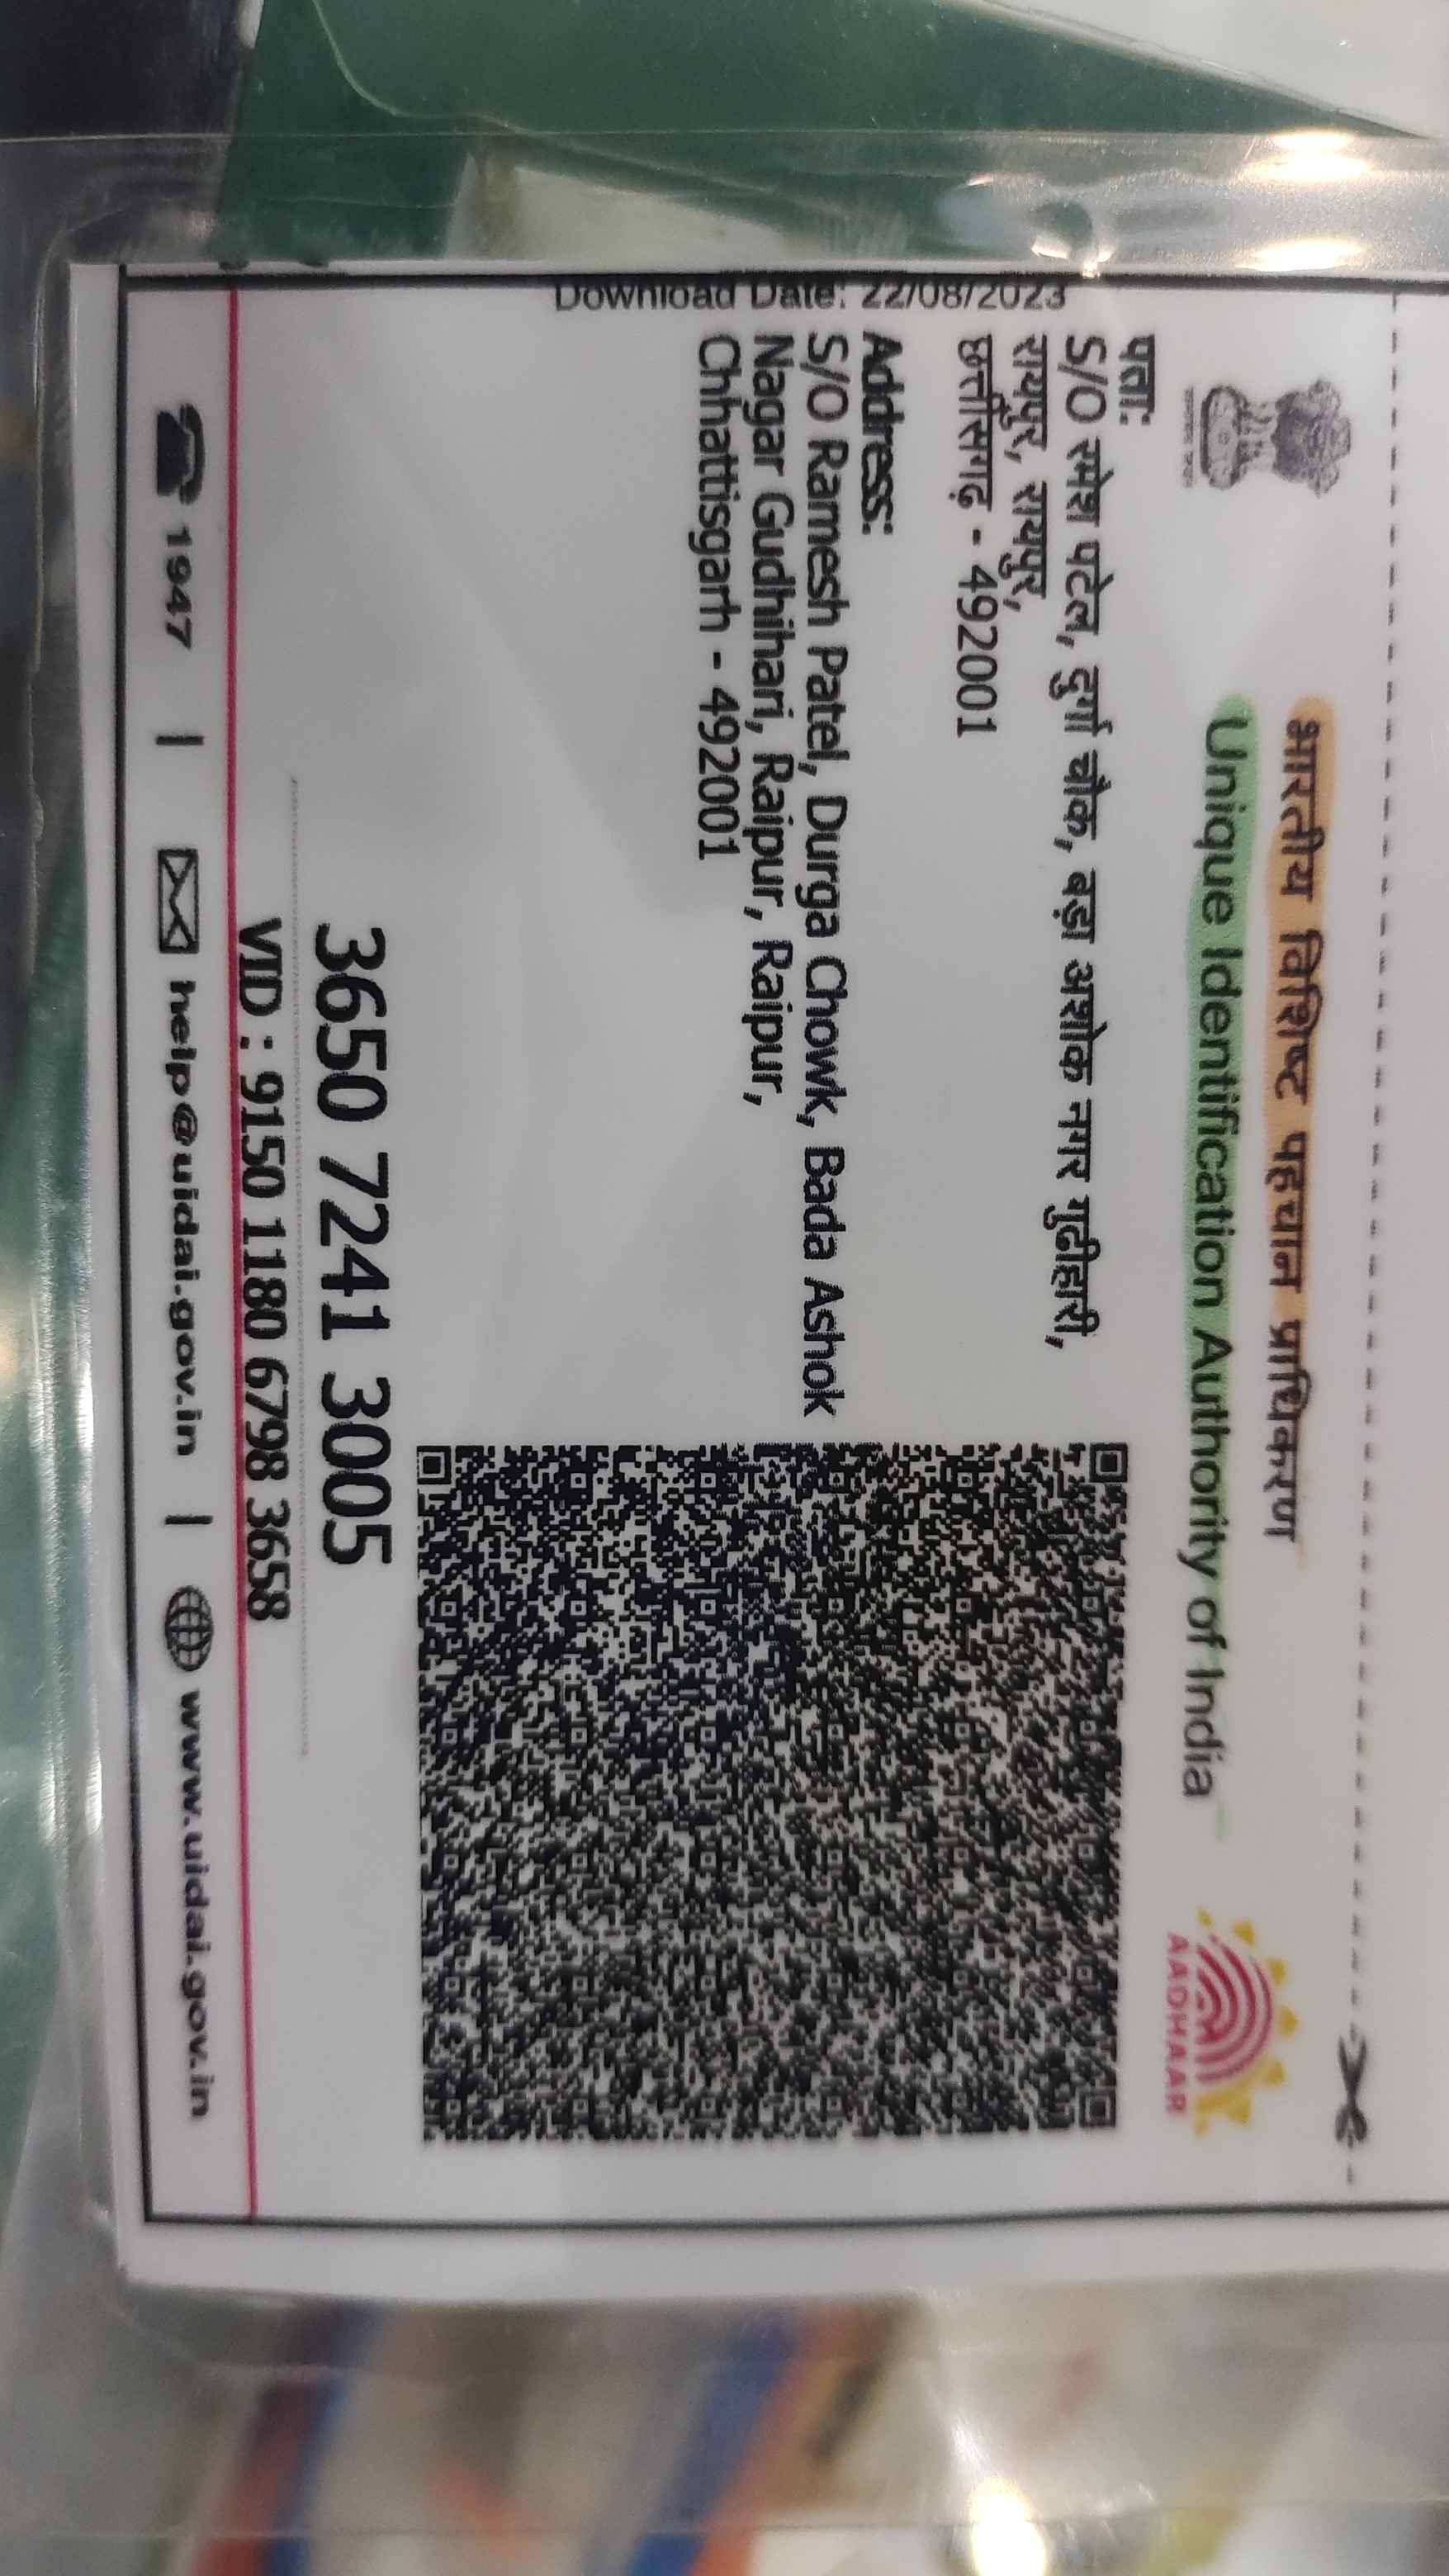 भारतीय विशिष्ट पहचान प्राधिकरण
Unique Identification Authority of India
AADHAAR
Download Date: 22/08/2023
पता:
S/O रमेश पटेल, दुर्गा चौक, बड़ा अशोक नगर गुढीहारी,
रायपुर, रायपुर,
छत्तीसगढ़ - 492001
Address:
S/O Ramesh Patel, Durga Chowk, Bada Ashok
Nagar Gudhihari, Raipur, Raipur,
Chhattisgarh - 492001
3650 7241 3005
VID : 9150 1180 6798 3658
1947 | help@uidai.gov.in | www.uidai.gov.in